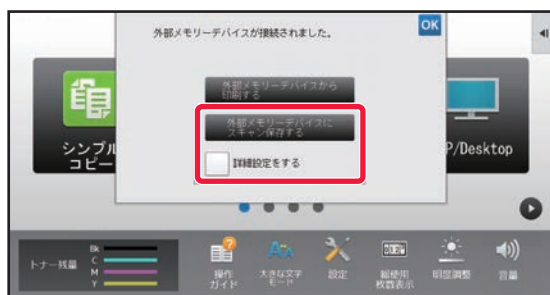 外部メモリーデバイスが接続されました。
OK
外部メモリーデバイスから
印刷する
外部メモリーデバイスに
スキャン保存する
詳細設定をする
シンプル
コピー
P/Desktop
トナー残量
Bk
C
M
Y
操作
ガイド
大きな文字
モード
設定
総使用
枚数表示
明度調整
音量